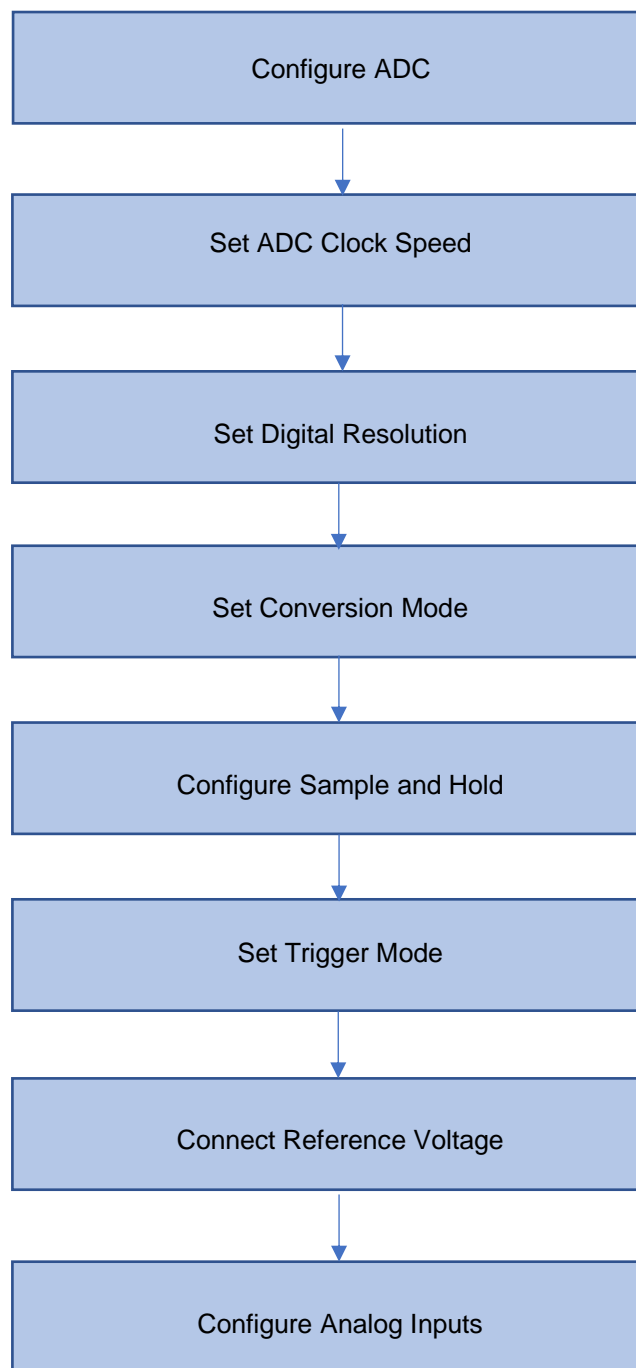 Configure ADC
Set ADC Clock Speed
Set Digital Resolution
Set Conversion Mode
Configure Sample and Hold
Set Trigger Mode
Connect Reference Voltage
Configure Analog Inputs